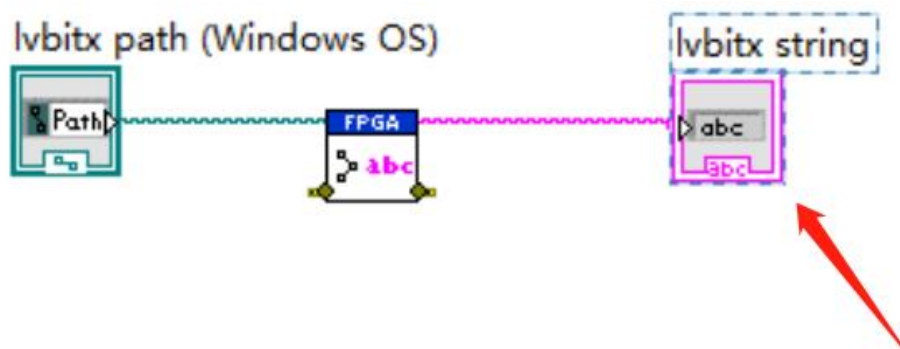 lvbitx path (Windows OS)
lvbitx string
Path
FPGA
abc
abc
abc